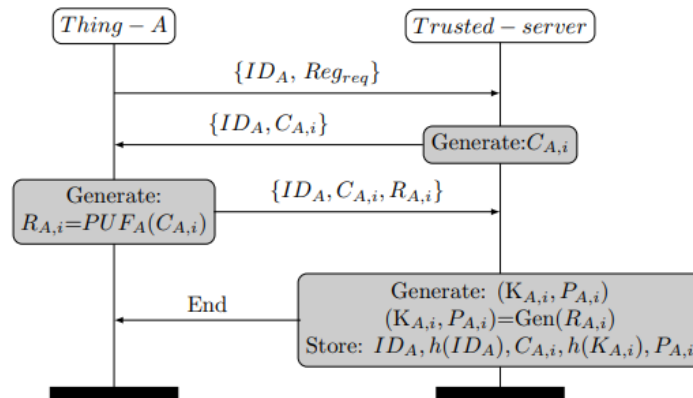 Thing − A
Trusted − server
{ID_A, Reg_req}
{ID_A, C_A,i}
Generate:C_A,i
Generate:
R_A,i=PUF_A(C_A,i)
{ID_A, C_A,i, R_A,i}
Generate: (K_A,i, P_A,i)
(K_A,i, P_A,i)=Gen(R_A,i)
Store: ID_A, h(ID_A), C_A,i, h(K_A,i), P_A,i
End